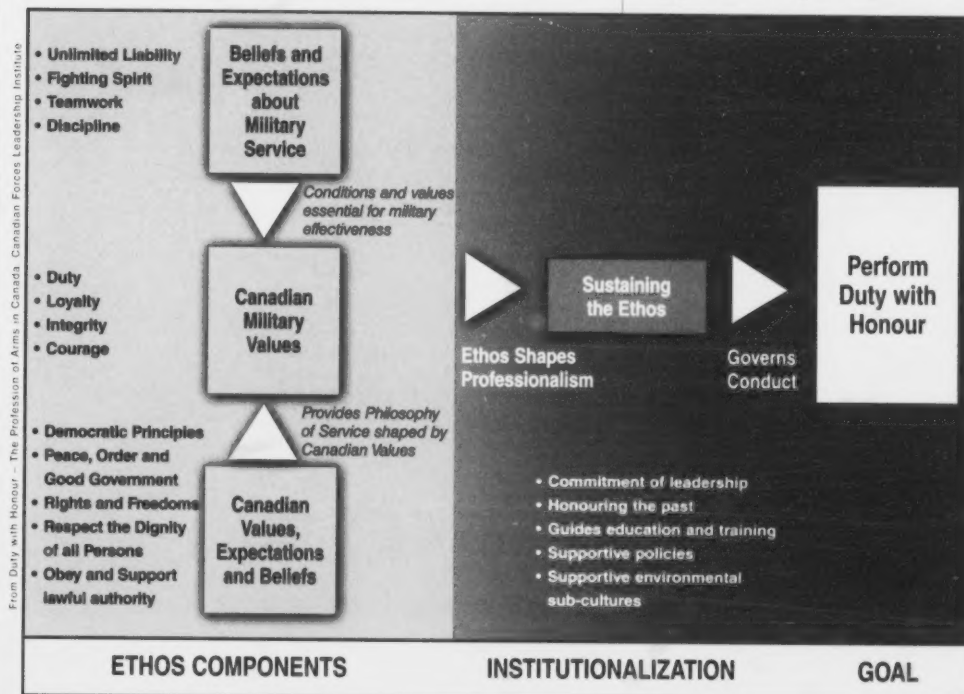 From Duty with Honour – The Profession of Arms in Canada Canadian Forces Leadership Institute
• Unlimited Liability
• Fighting Spirit
• Teamwork
• Discipline
Beliefs and
Expectations
about
Military
Service
Conditions and values
essential for military
effectiveness
• Duty
• Loyalty
• Integrity
• Courage
Canadian
Military
Values
Provides Philosophy
of Service shaped by
Canadian Values
• Democratic Principles
• Peace, Order and
Good Government
• Rights and Freedoms
• Respect the Dignity
of all Persons
• Obey and Support
lawful authority
Canadian
Values,
Expectations
and Beliefs
Ethos Shapes
Professionalism
Sustaining
the Ethos
Governs
Conduct
Perform
Duty with
Honour
• Commitment of leadership
• Honouring the past
• Guides education and training
• Supportive policies
• Supportive environmental
sub-cultures
ETHOS COMPONENTS
INSTITUTIONALIZATION
GOAL